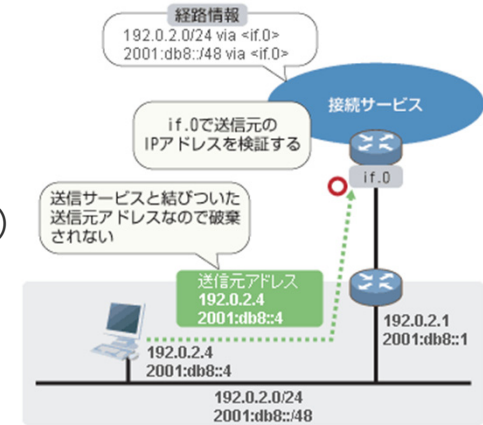 経路情報
192.0.2.0/24 via <if.0>
2001:db8::/48 via <if.0>
接続サービス
if.0で送信元の
IPアドレスを検証する
if.0
送信サービスと結びついた
送信元アドレスなので破棄
されない
送信元アドレス
192.0.2.4
2001:db8::4
192.0.2.1
2001:db8::1
192.0.2.4
2001:db8::4
192.0.2.0/24
2001:db8::/48